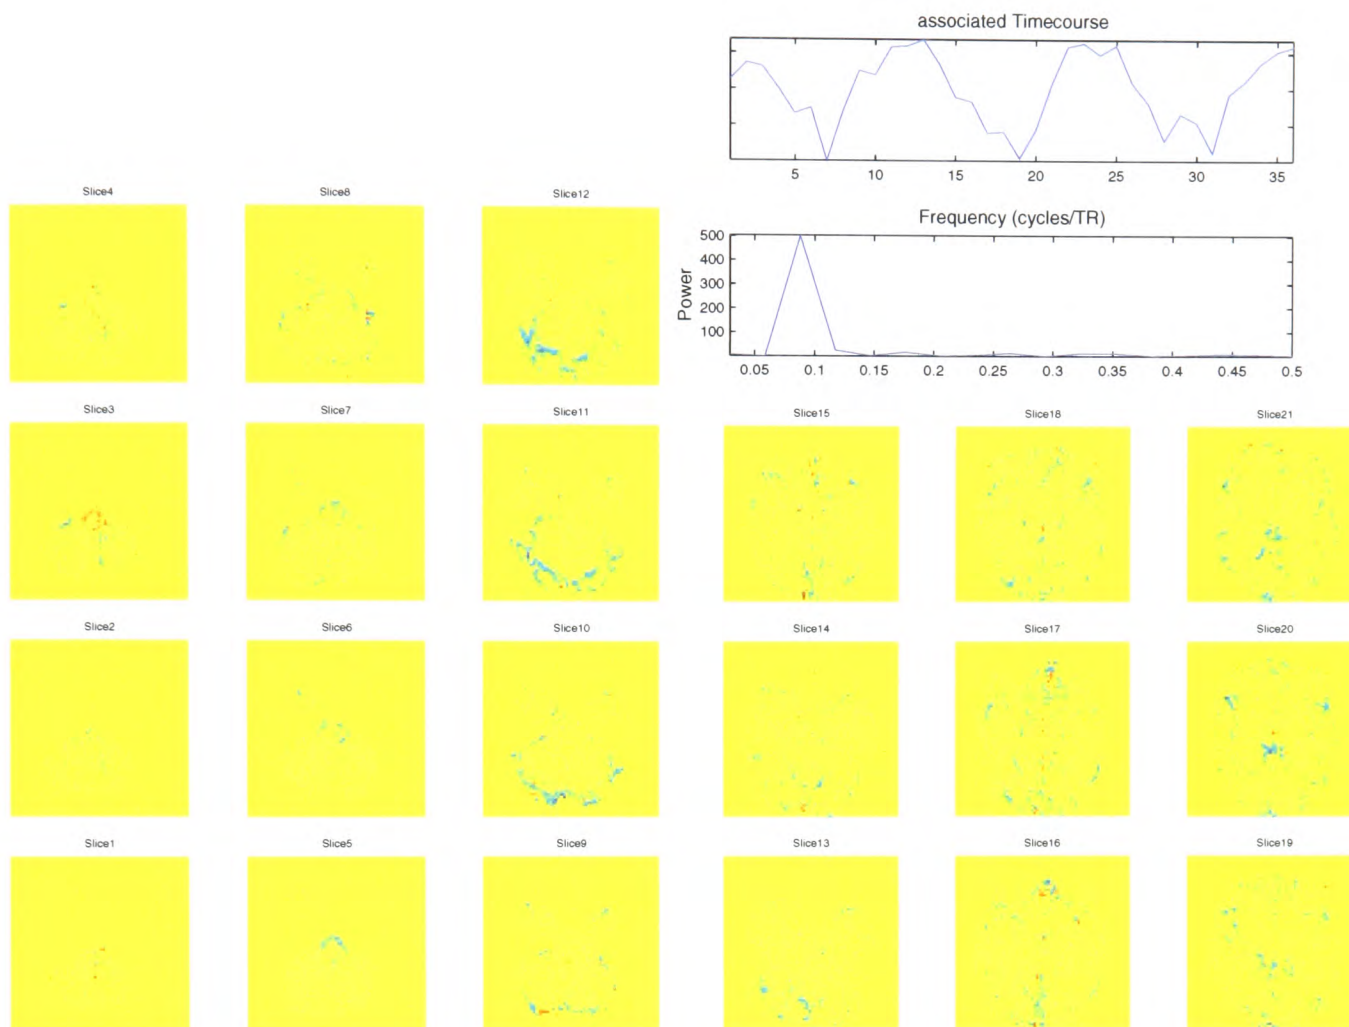 associated Timecourse
5 10 15 20 25 30 35
Slice4 Slice8 Slice12
Frequency (cycles/TR)
Power
500
400
300
200
100
0.05 0.1 0.15 0.2 0.25 0.3 0.35 0.4 0.45 0.5
Slice3 Slice7 Slice11 Slice15 Slice18 Slice21
Slice2 Slice6 Slice10 Slice14 Slice17 Slice20
Slice1 Slice5 Slice9 Slice13 Slice16 Slice19